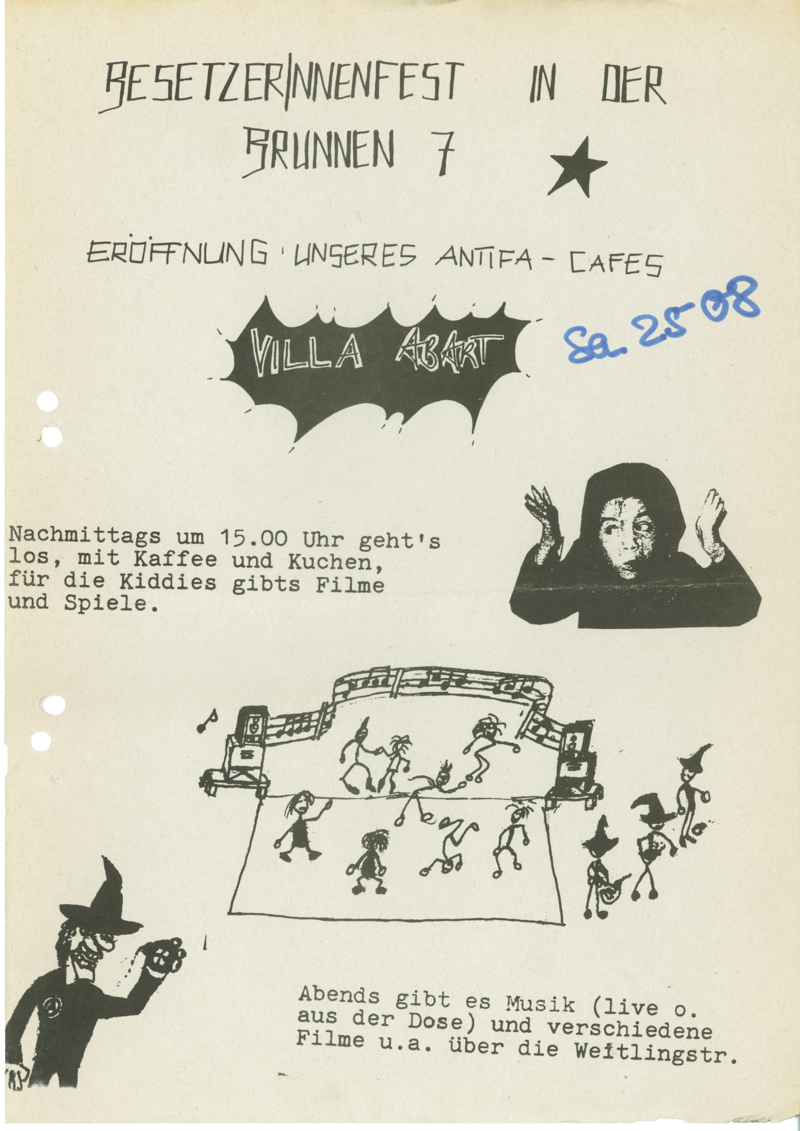 BESETZERINNENFEST IN DER
BRUNNEN 7
ERÖFFNUNG UNSERES ANTIFA - CAFES
VILLA ABART
Sa. 25 08
Nachmittags um 15.00 Uhr geht's
los, mit Kaffee und Kuchen,
für die Kiddies gibts Filme
und Spiele.
Abends gibt es Musik (live o.
aus der Dose) und verschiedene
Filme u.a. über die Weitlingstr.